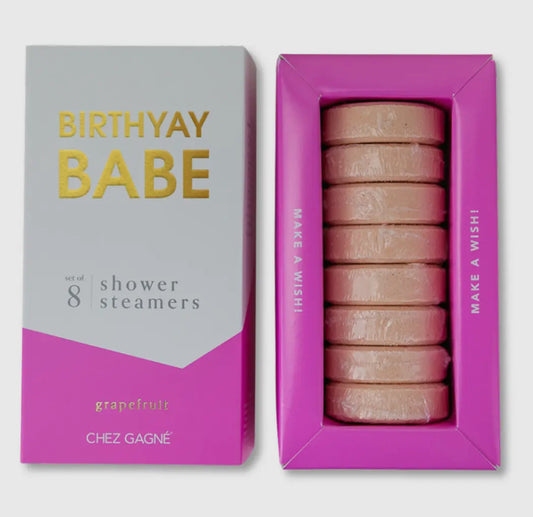 BIRTHYAY
BABE
set of
8
shower
steamers
grapefruit
CHEZ GAGNÉ
MAKE A WISH!
MAKE A WISH!